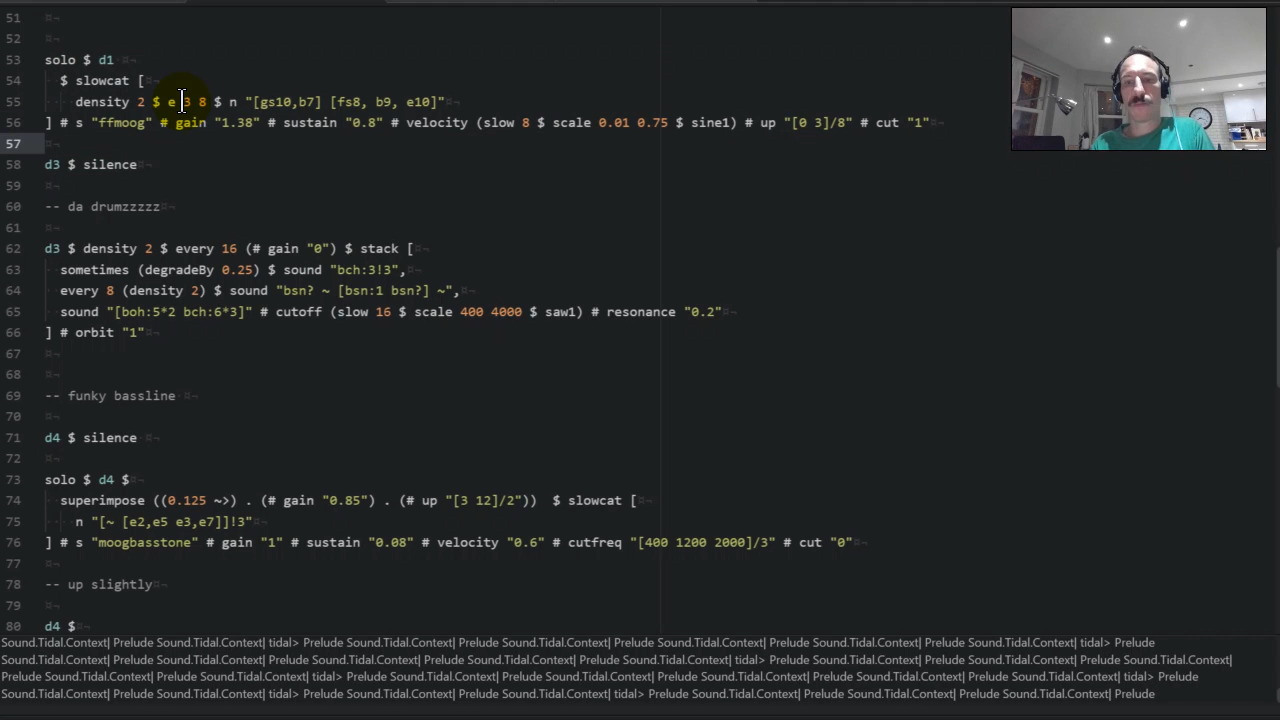 51
52
53 solo $ d1
54 $ slowcat [
55 density 2 $ e 3 8 $ n "[gs10,b7] [fs8, b9, e10]"
56 ] # s "ffmoog" # gain "1.38" # sustain "0.8" # velocity (slow 8 $ scale 0.01 0.75 $ sine1) # up "[0 3]/8" # cut "1"
57
58 d3 $ silence
59
60 -- da drumzzzzz
61
62 d3 $ density 2 $ every 16 (# gain "0") $ stack [
63 sometimes (degradeBy 0.25) $ sound "bch:3!3",
64 every 8 (density 2) $ sound "bsn? ~ [bsn:1 bsn?] ~",
65 sound "[boh:5*2 bch:6*3]" # cutoff (slow 16 $ scale 400 4000 $ saw1) # resonance "0.2"
66 ] # orbit "1"
67
68
69 -- funky bassline
70
71 d4 $ silence
72
73 solo $ d4 $
74 superimpose ((0.125 ~>) . (# gain "0.85") . (# up "[3 12]/2")) $ slowcat [
75 n "[~ [e2,e5 e3,e7]]!3"
76 ] # s "moogbasstone" # gain "1" # sustain "0.08" # velocity "0.6" # cutfreq "[400 1200 2000]/3" # cut "0"
77
78 -- up slightly
79
80 d4 $
Sound.Tidal.Context| Prelude Sound.Tidal.Context| tidal> Prelude Sound.Tidal.Context| Prelude Sound.Tidal.Context| Prelude Sound.Tidal.Context| Prelude Sound.Tidal.Context| tidal> Prelude
Sound.Tidal.Context| Prelude Sound.Tidal.Context| Prelude Sound.Tidal.Context| Prelude Sound.Tidal.Context| tidal> Prelude Sound.Tidal.Context| Prelude Sound.Tidal.Context| Prelude
Sound.Tidal.Context| tidal> Prelude Sound.Tidal.Context| Prelude Sound.Tidal.Context| Prelude Sound.Tidal.Context| Prelude Sound.Tidal.Context| tidal> Prelude
Sound.Tidal.Context| Prelude Sound.Tidal.Context| tidal> Prelude Sound.Tidal.Context| Prelude Sound.Tidal.Context| tidal> Prelude Sound.Tidal.Context| Prelude Sound.Tidal.Context| Prelude